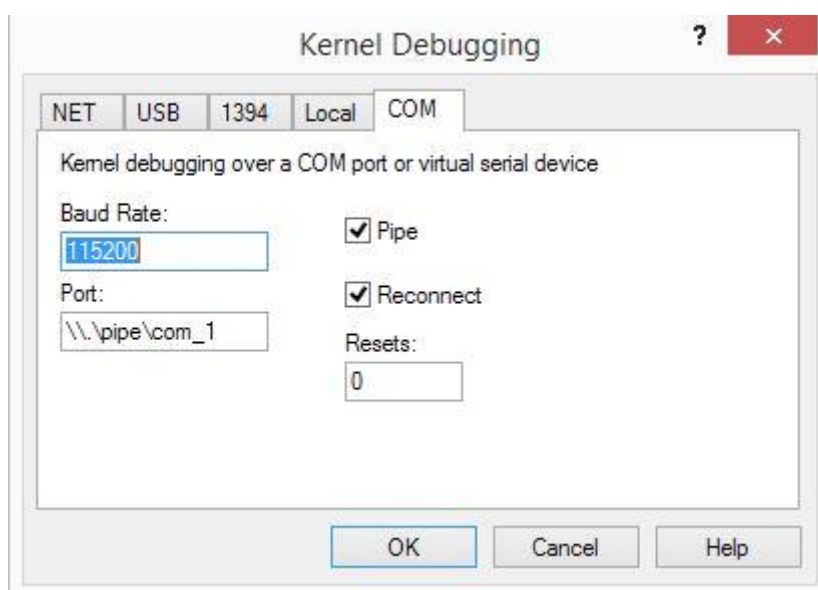 Kernel Debugging
?
×
NET USB 1394 Local COM
Kernel debugging over a COM port or virtual serial device
Baud Rate:
115200
Pipe
Port:
Reconnect
\\.\pipe\com_1
Resets:
0
OK Cancel Help